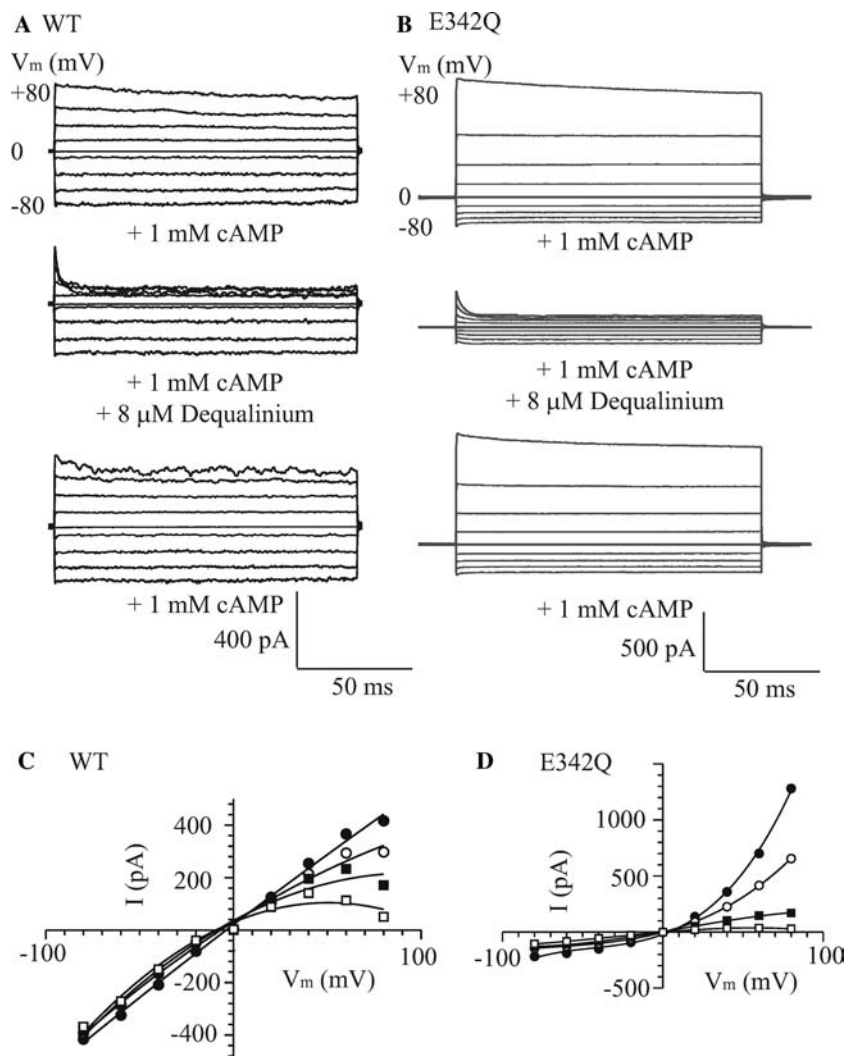 A WT
Vm (mV)
+80
0
-80
+ 1 mM cAMP
+ 1 mM cAMP
+ 8 µM Dequalinium
+ 1 mM cAMP
400 pA
50 ms
B E342Q
Vm (mV)
+80
0
-80
+ 1 mM cAMP
+ 1 mM cAMP
+ 8 µM Dequalinium
+ 1 mM cAMP
500 pA
50 ms
C WT
400
200
I (pA)
-100
100
Vm (mV)
-200
-400
D E342Q
1000
500
I (pA)
-100
100
Vm (mV)
-500